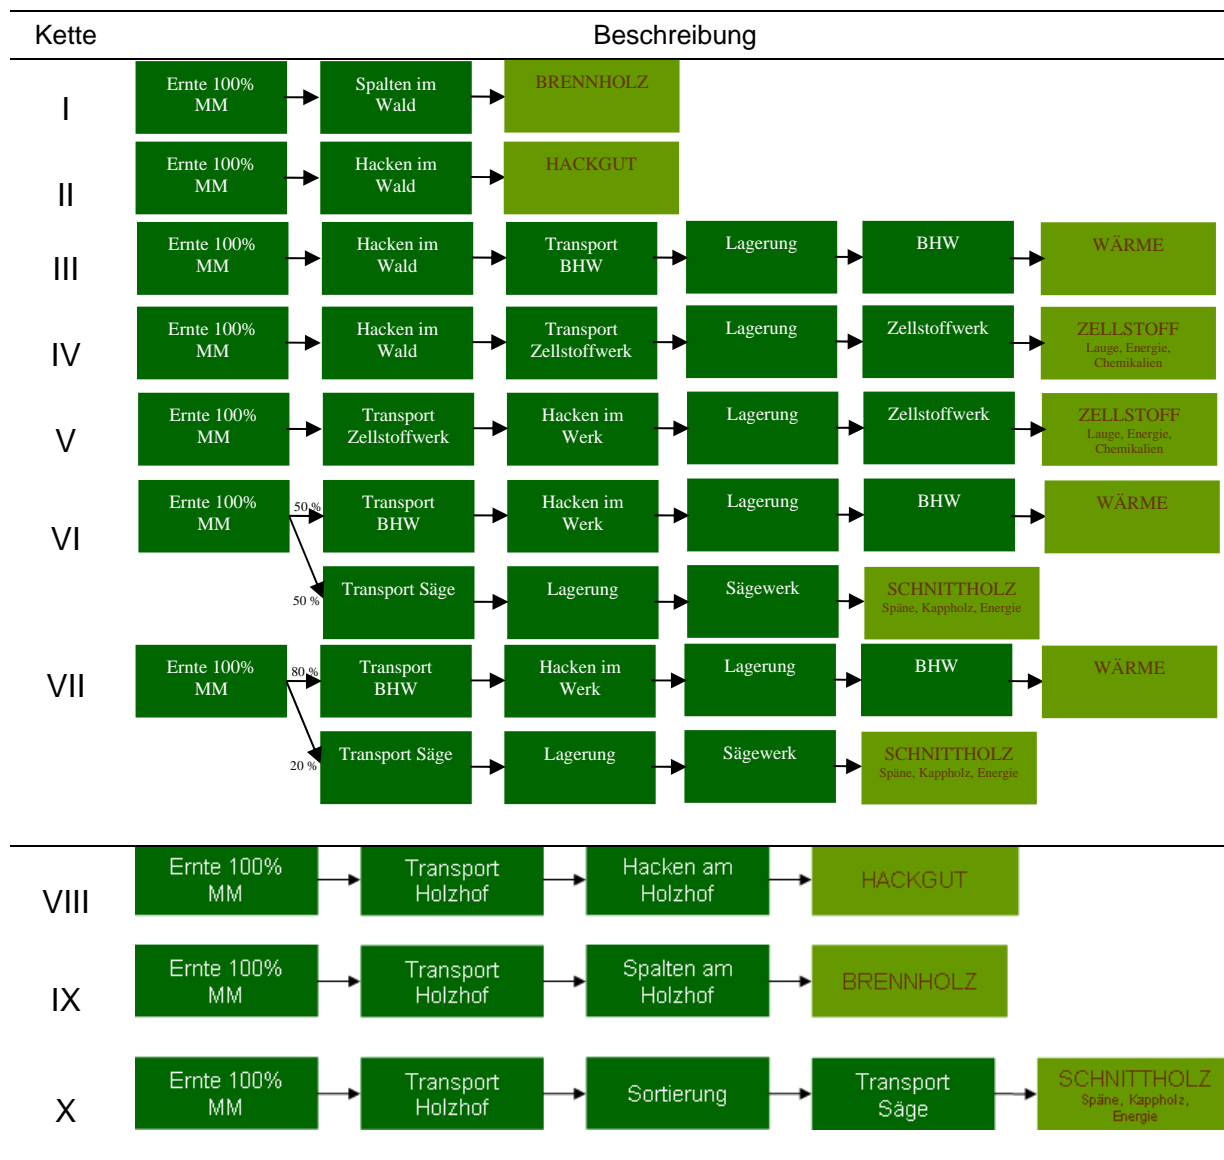 Kette Beschreibung
I
Ernte 100%
MM
Spalten im
Wald
BRENNHOLZ
II
Ernte 100%
MM
Hacken im
Wald
HACKGUT
III
Ernte 100%
MM
Hacken im
Wald
Transport
BHW
Lagerung
BHW
WÄRME
IV
Ernte 100%
MM
Hacken im
Wald
Transport
Zellstoffwerk
Lagerung
Zellstoffwerk
ZELLSTOFF
Lauge, Energie,
Chemikalien
V
Ernte 100%
MM
Transport
Zellstoffwerk
Hacken im
Werk
Lagerung
Zellstoffwerk
ZELLSTOFF
Lauge, Energie,
Chemikalien
VI
Ernte 100%
MM
50 %
Transport
BHW
Hacken im
Werk
Lagerung
BHW
WÄRME
50 %
Transport Säge
Lagerung
Sägewerk
SCHNITTHOLZ
Späne, Kappholz, Energie
VII
Ernte 100%
MM
80 %
Transport
BHW
Hacken im
Werk
Lagerung
BHW
WÄRME
20 %
Transport Säge
Lagerung
Sägewerk
SCHNITTHOLZ
Späne, Kappholz, Energie
VIII
Ernte 100%
MM
Transport
Holzhof
Hacken am
Holzhof
HACKGUT
IX
Ernte 100%
MM
Transport
Holzhof
Spalten am
Holzhof
BRENNHOLZ
X
Ernte 100%
MM
Transport
Holzhof
Sortierung
Transport
Säge
SCHNITTHOLZ
Späne, Kappholz,
Energie